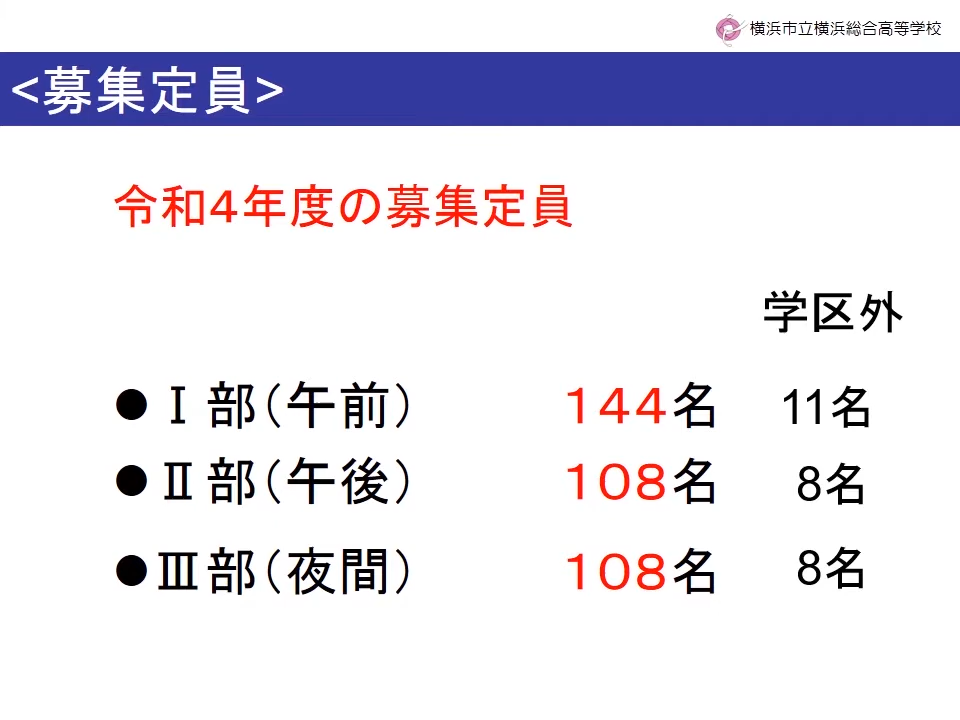 横浜市立横浜総合高等学校
<募集定員>
令和４年度の募集定員
学区外
●Ⅰ部（午前） １４４名 11名
●Ⅱ部（午後） １０８名 8名
●Ⅲ部（夜間） １０８名 8名